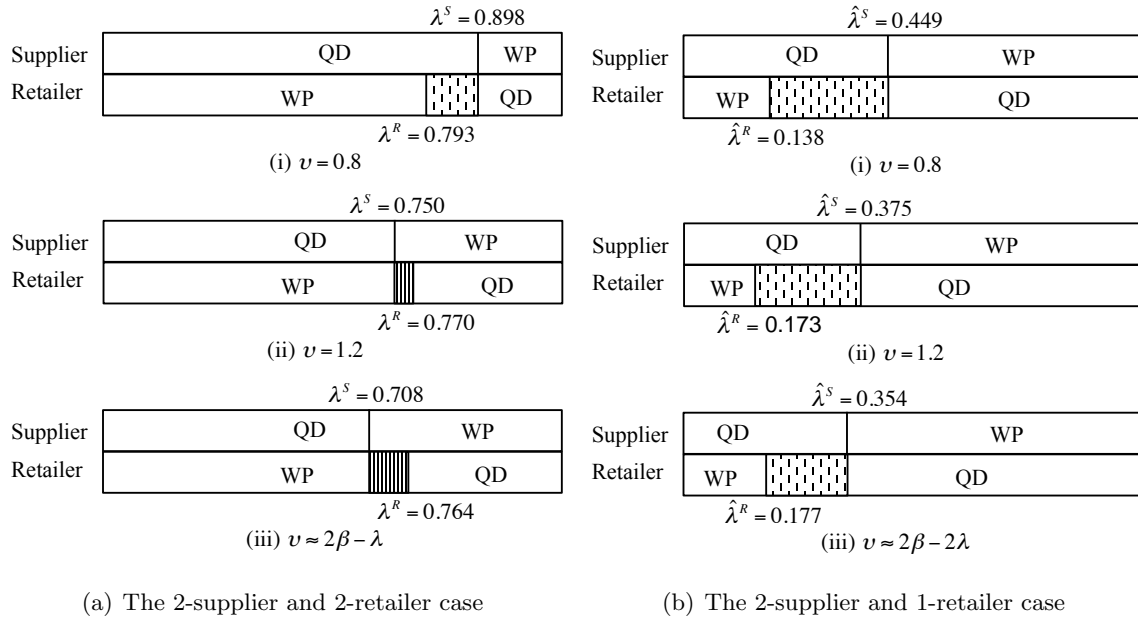 λ^S = 0.898
Supplier QD WP
Retailer WP QD
λ^R = 0.793
(i) υ = 0.8
λ^S = 0.750
Supplier QD WP
Retailer WP QD
λ^R = 0.770
(ii) υ = 1.2
λ^S = 0.708
Supplier QD WP
Retailer WP QD
λ^R = 0.764
(iii) υ ≈ 2β − λ
(a) The 2-supplier and 2-retailer case
λ̂^S = 0.449
Supplier QD WP
Retailer WP QD
λ̂^R = 0.138
(i) υ = 0.8
λ̂^S = 0.375
Supplier QD WP
Retailer WP QD
λ̂^R = 0.173
(ii) υ = 1.2
λ̂^S = 0.354
Supplier QD WP
Retailer WP QD
λ̂^R = 0.177
(iii) υ ≈ 2β − 2λ
(b) The 2-supplier and 1-retailer case